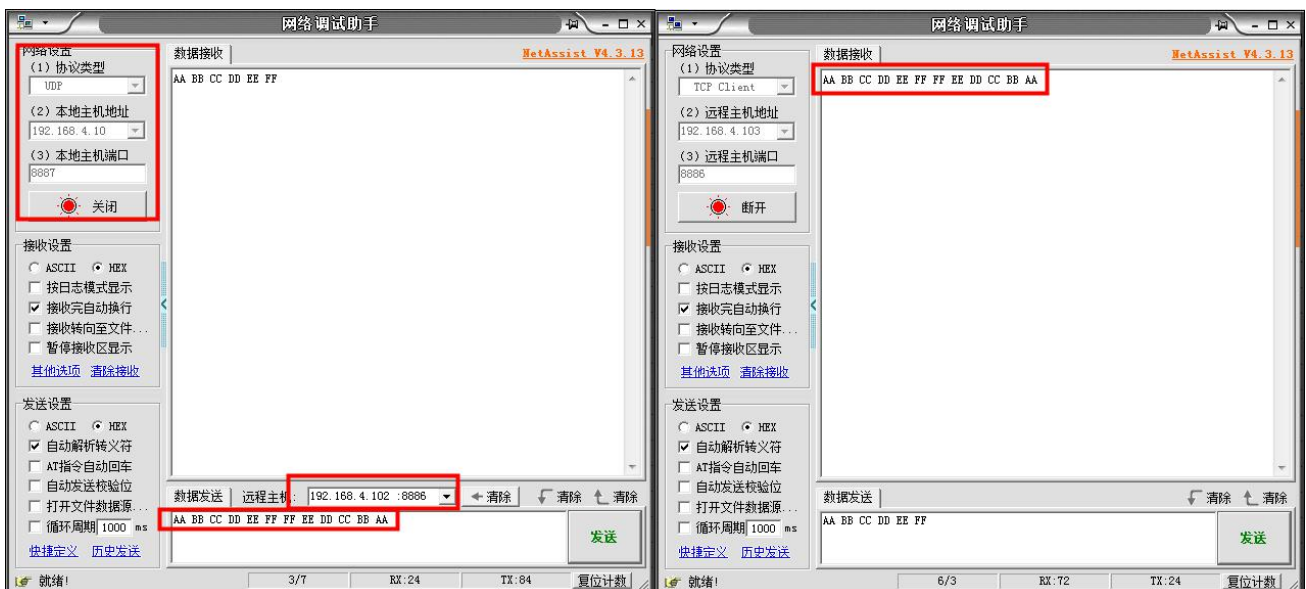 网络调试助手
网络设置
(1) 协议类型
UDP
(2) 本地主机地址
192.168.4.10
(3) 本地主机端口
8887
关闭
接收设置
ASCII HEX
按日志模式显示
接收完自动换行
接收转向至文件...
暂停接收区显示
其他选项 清除接收
发送设置
ASCII HEX
自动解析转义符
AT指令自动回车
自动发送校验位
打开文件数据源...
循环周期 1000 ms
快捷定义 历史发送
数据接收
NetAssist V4.3.13
AA BB CC DD EE FF
数据发送 远程主机: 192.168.4.102 :8886 清除 清除 清除
AA BB CC DD EE FF FF EE DD CC BB AA
发送
就绪! 3/7 RX:24 TX:84 复位计数
网络调试助手
网络设置
(1) 协议类型
TCP Client
(2) 远程主机地址
192.168.4.103
(3) 远程主机端口
8886
断开
接收设置
ASCII HEX
按日志模式显示
接收完自动换行
接收转向至文件...
暂停接收区显示
其他选项 清除接收
发送设置
ASCII HEX
自动解析转义符
AT指令自动回车
自动发送校验位
打开文件数据源...
循环周期 1000 ms
快捷定义 历史发送
数据接收
NetAssist V4.3.13
AA BB CC DD EE FF FF EE DD CC BB AA
数据发送 清除 清除
AA BB CC DD EE FF
发送
就绪! 6/3 RX:72 TX:24 复位计数